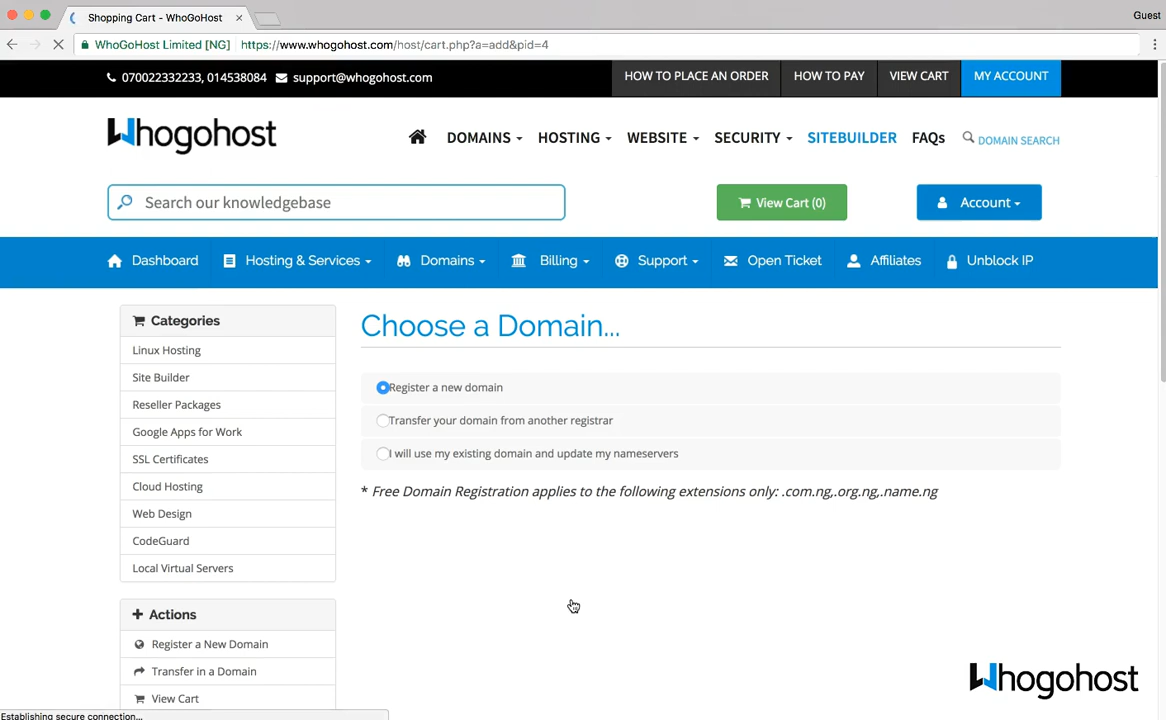 Shopping Cart - WhoGoHost
Guest
WhoGoHost Limited [NG] https://www.whogohost.com/host/cart.php?a=add&pid=4
070022332233, 014538084 support@whogohost.com
HOW TO PLACE AN ORDER HOW TO PAY VIEW CART MY ACCOUNT
Whogohost
DOMAINS HOSTING WEBSITE SECURITY SITEBUILDER FAQs DOMAIN SEARCH
Search our knowledgebase
View Cart (0)
Account
Dashboard Hosting & Services Domains Billing Support Open Ticket Affiliates Unblock IP
Categories
Linux Hosting
Site Builder
Reseller Packages
Google Apps for Work
SSL Certificates
Cloud Hosting
Web Design
CodeGuard
Local Virtual Servers
Actions
Register a New Domain
Transfer in a Domain
View Cart
Choose a Domain...
Register a new domain
Transfer your domain from another registrar
I will use my existing domain and update my nameservers
* Free Domain Registration applies to the following extensions only: .com.ng,.org.ng,.name.ng
Whogohost
Establishing secure connection...